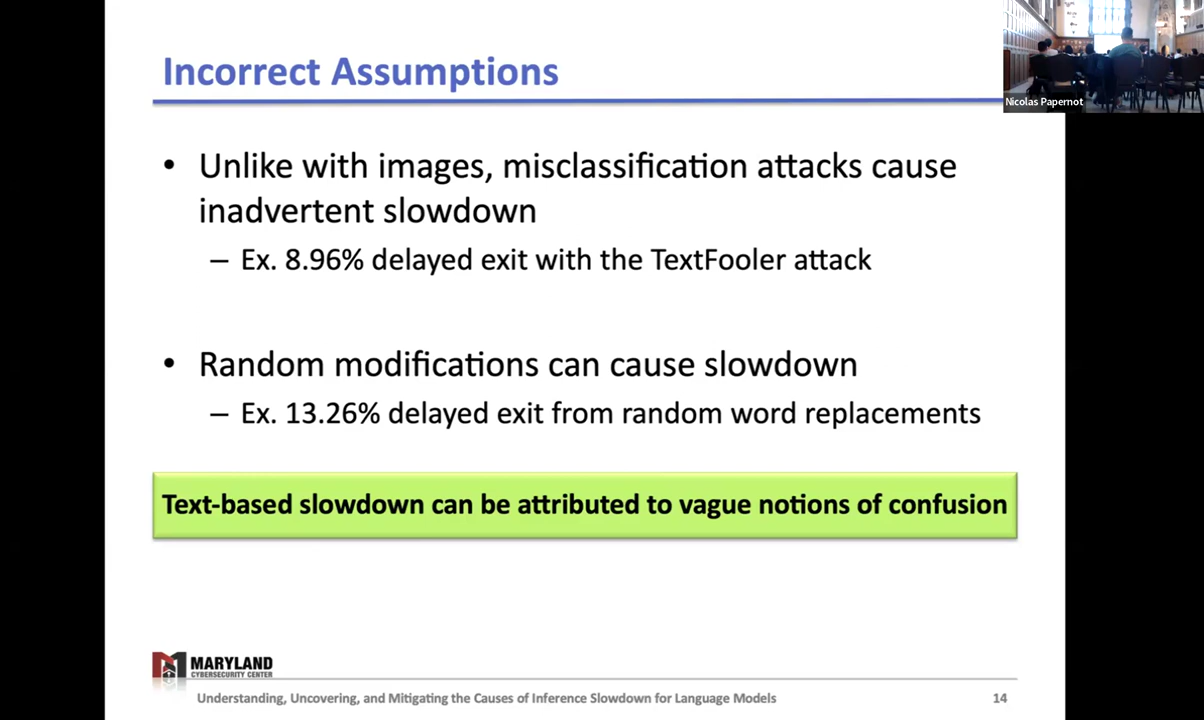 Incorrect Assumptions
Nicolas Papernot
• Unlike with images, misclassification attacks cause
inadvertent slowdown
– Ex. 8.96% delayed exit with the TextFooler attack
• Random modifications can cause slowdown
– Ex. 13.26% delayed exit from random word replacements
Text-based slowdown can be attributed to vague notions of confusion
MARYLAND
CYBERSECURITY CENTER
Understanding, Uncovering, and Mitigating the Causes of Inference Slowdown for Language Models
14